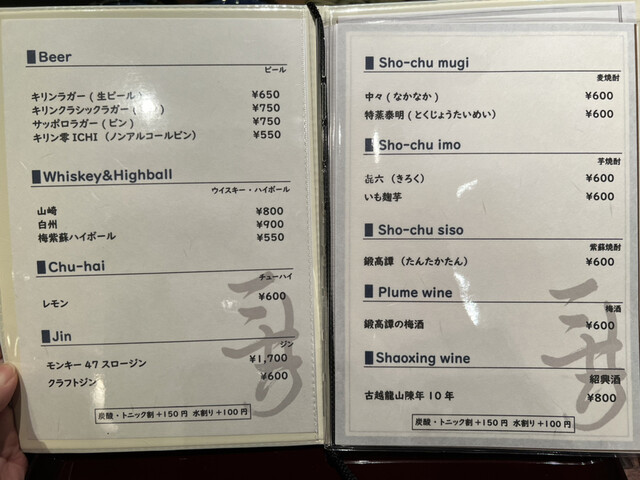 Beer
ビール
キリンラガー ( 生ビール ) ¥650
キリンクラシックラガー ( ) ¥750
サッポロラガー ( ビン ) ¥750
キリン零ICHI (ノンアルコールビン) ¥550
Whiskey&Highball
ウイスキー・ハイボール
山崎 ¥800
白州 ¥900
梅紫蘇ハイボール ¥550
Chu-hai
チューハイ
レモン ¥600
Jin
ジン
モンキー 47 スロージン ¥1,700
クラフトジン ¥600
炭酸・トニック割 +150円 水割り +100円
Sho-chu mugi
麦焼酎
中々 ( なかなか ) ¥600
特蒸泰明 ( とくじょうたいめい ) ¥600
Sho-chu imo
芋焼酎
㐂六 (きろく) ¥600
いも麹芋 ¥600
Sho-chu siso
紫蘇焼酎
鍛高譚 (たんたかたん) ¥600
Plume wine
梅酒
鍛高譚の梅酒 ¥600
Shaoxing wine
紹興酒
古越龍山陳年 10 年 ¥800
炭酸・トニック割 +150円 水割り +100円